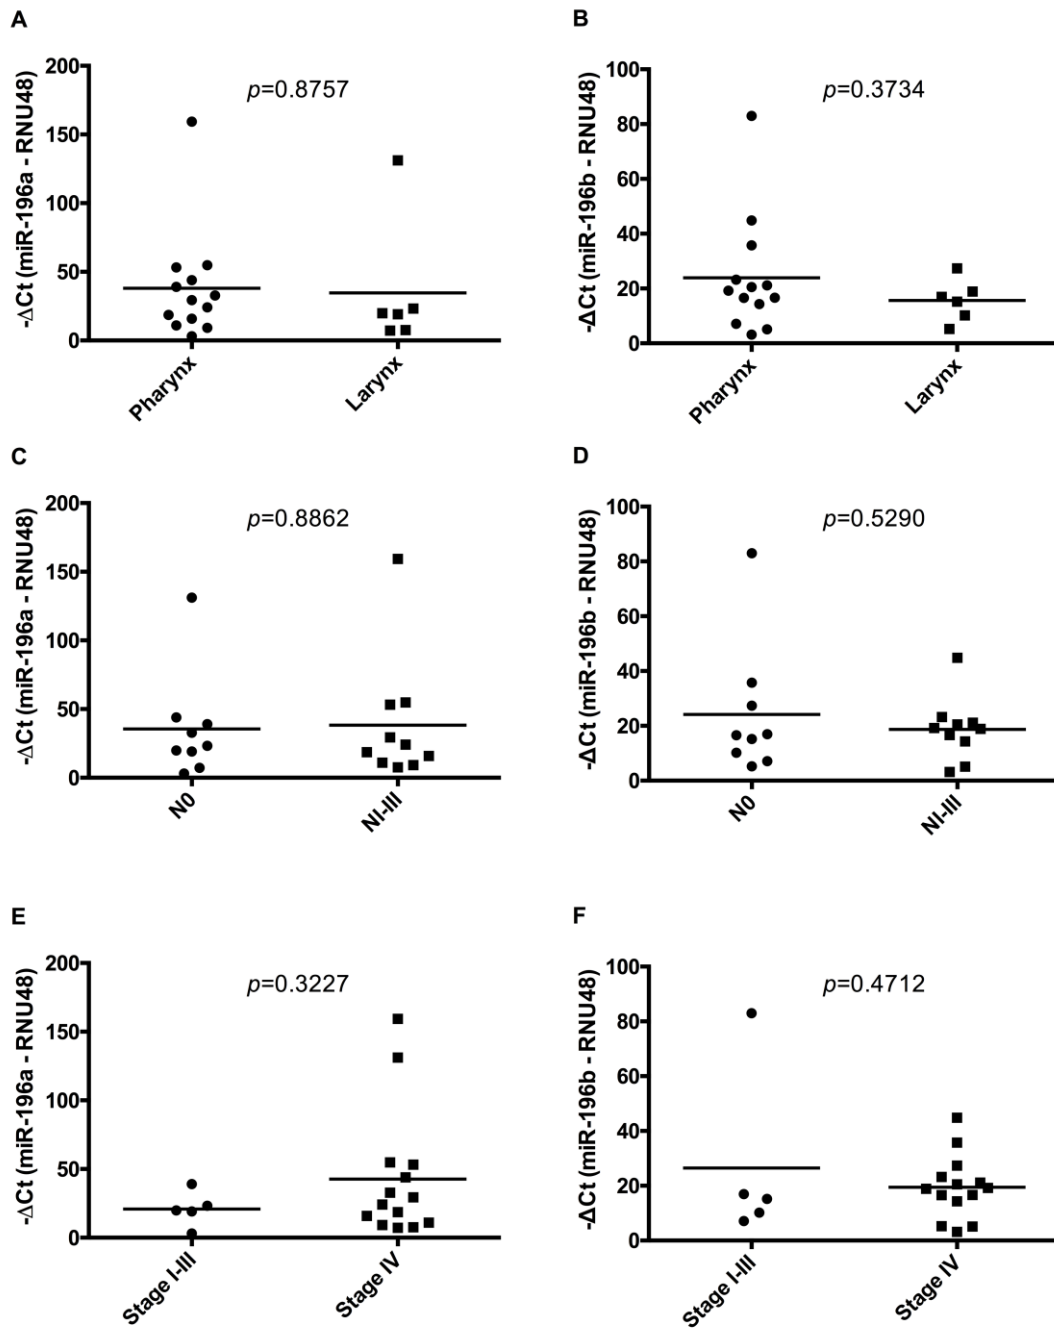 A
-ΔCt (miR-196a - RNU48)
200
150
100
50
0
p=0.8757
Pharynx
Larynx
B
-ΔCt (miR-196b - RNU48)
100
80
60
40
20
0
p=0.3734
Pharynx
Larynx
C
-ΔCt (miR-196a - RNU48)
200
150
100
50
0
p=0.8862
N0
NI-III
D
-ΔCt (miR-196b - RNU48)
100
80
60
40
20
0
p=0.5290
N0
NI-III
E
-ΔCt (miR-196a - RNU48)
200
150
100
50
0
p=0.3227
Stage I-III
Stage IV
F
-ΔCt (miR-196b - RNU48)
100
80
60
40
20
0
p=0.4712
Stage I-III
Stage IV